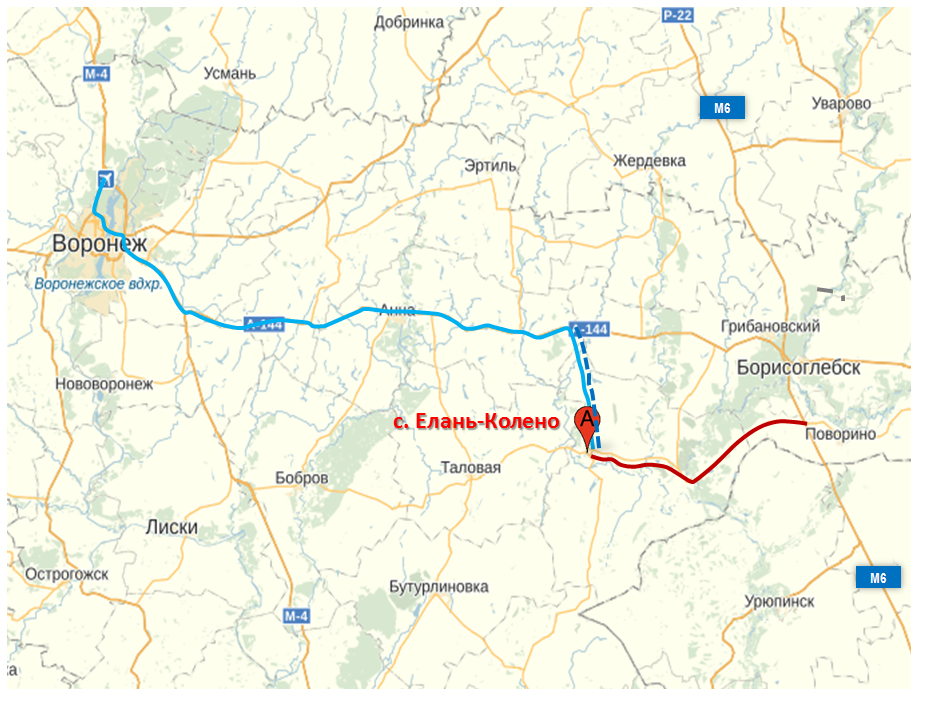 Добринка
Р-22
М-4
Усмань
М6
Уварово
Эртиль
Жердевка
Воронеж
Воронежское вдхр.
Анна
А-144
-144
Грибановский
Борисоглебск
Нововоронеж
с. Елань-Колено
А
Поворино
Таловая
Бобров
Лиски
Острогожск
Бутурлиновка
М6
Урюпинск
М-4
ка